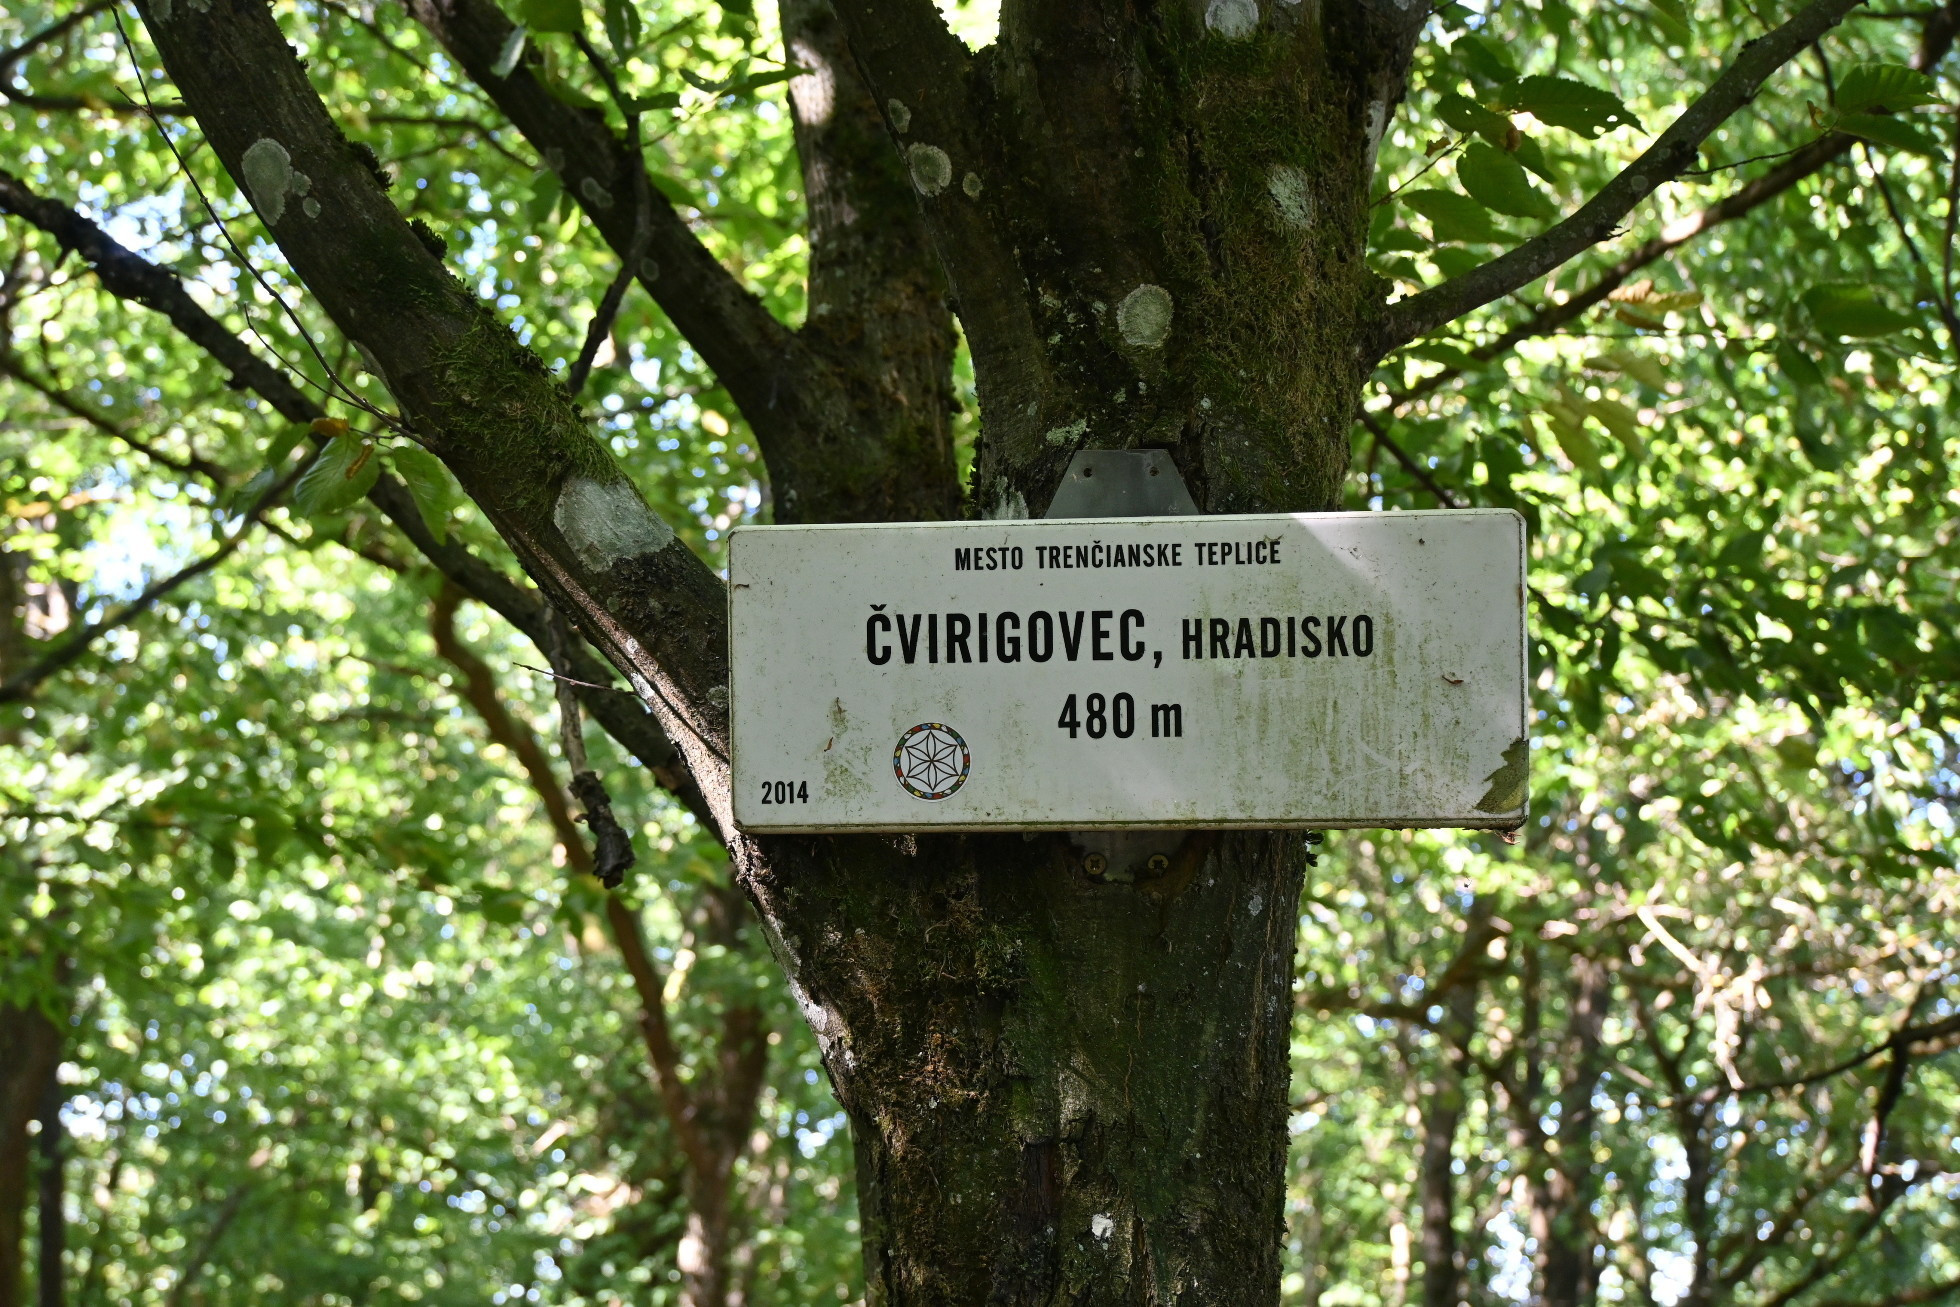 MESTO TRENČIANSKE TEPLICE
ČVIRIGOVEC, HRADISKO
480 m
2014